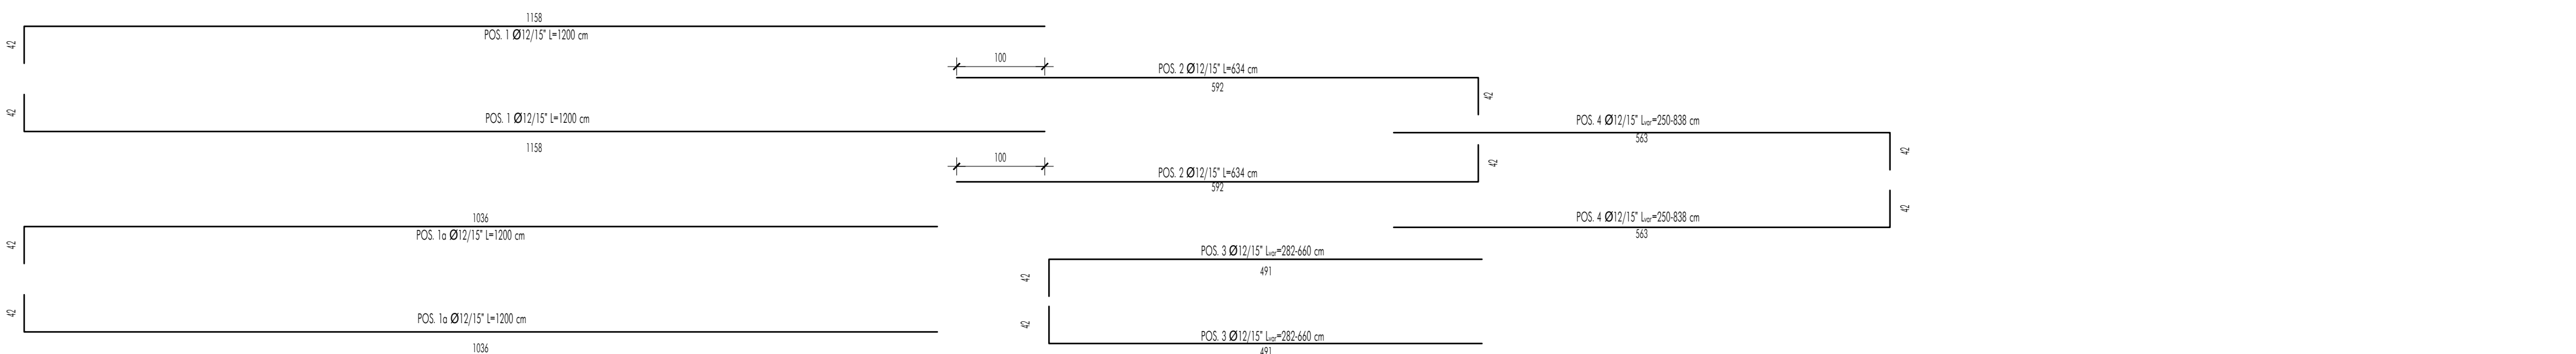 1158
POS. 1 Ø12/15" L=1200 cm
42
100
POS. 2 Ø12/15" L=634 cm
592
42
42
POS. 1 Ø12/15" L=1200 cm
1158
POS. 4 Ø12/15" Lvar=250-838 cm
563
42
100
POS. 2 Ø12/15" L=634 cm
592
42
42
POS. 4 Ø12/15" Lvar=250-838 cm
563
1036
POS. 1a Ø12/15" L=1200 cm
42
POS. 3 Ø12/15" Lvar=282-660 cm
491
42
42
POS. 1a Ø12/15" L=1200 cm
1036
42
POS. 3 Ø12/15" Lvar=282-660 cm
491